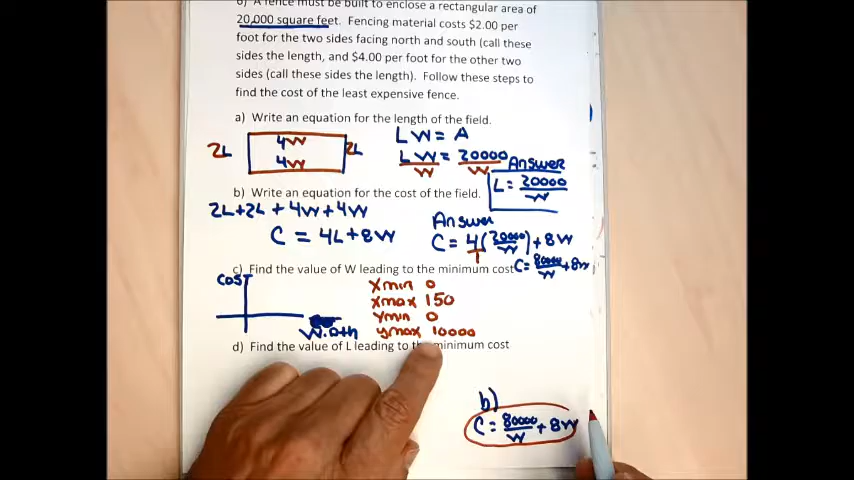 6) A fence must be built to enclose a rectangular area of
20,000 square feet. Fencing material costs $2.00 per
foot for the two sides facing north and south (call these
sides the length, and $4.00 per foot for the other two
sides (call these sides the length). Follow these steps to
find the cost of the least expensive fence.
a) Write an equation for the length of the field.
2L 4W 2L
4W
LW = A
LW = 20000
W W
Answer
L = 20000
W
b) Write an equation for the cost of the field.
2L+2L + 4W+4W
C = 4L+8W
Answer
C = 4 (20000) + 8W
1 W
C = 80000 + 8W
W
c) Find the value of W leading to the minimum cost
COST
Width
Xmin 0
Xmax 150
Ymin 0
ymax 10000
d) Find the value of L leading to the minimum cost
b)
C = 80000 + 8W
W